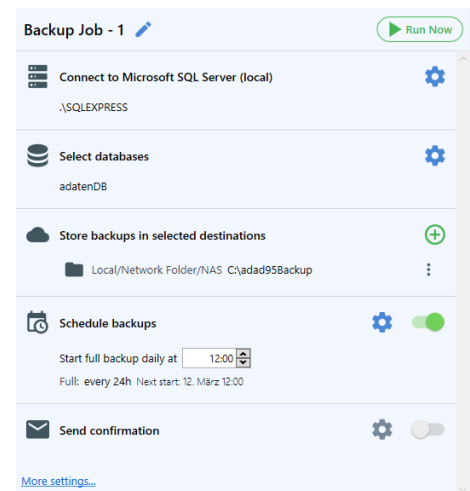 Backup Job - 1
Run Now
Connect to Microsoft SQL Server (local)
.\SQLEXPRESS
Select databases
adatenDB
Store backups in selected destinations
Local/Network Folder/NAS C:\adad95Backup
Schedule backups
Start full backup daily at 12:00
Full: every 24h Next start: 12. März 12:00
Send confirmation
More settings...